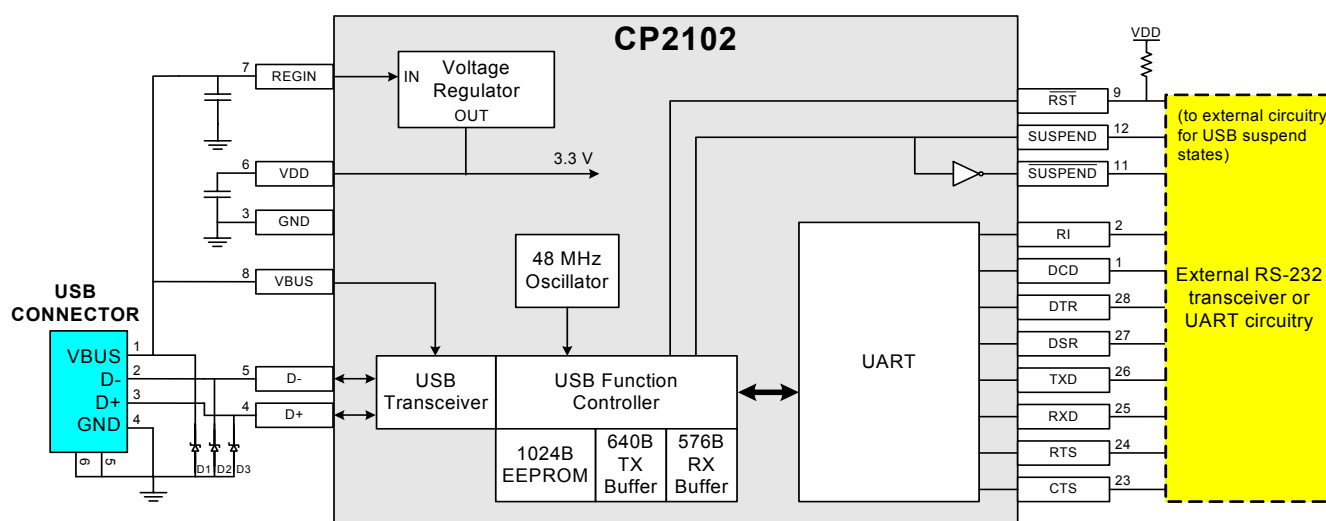 CP2102
VDD
7
REGIN
IN
Voltage
Regulator
OUT
RST
9
(to external circuitry
for USB suspend
states)
SUSPEND
12
6
VDD
3.3 V
SUSPEND
11
3
GND
RI
2
48 MHz
Oscillator
8
VBUS
DCD
1
External RS-232
transceiver or
UART circuitry
USB
CONNECTOR
DTR
28
DSR
27
VBUS
1
D-
2
D+
3
GND
4
6
5
D1
D2
D3
5
D-
4
D+
USB
Transceiver
USB Function
Controller
UART
TXD
26
RXD
25
1024B
EEPROM
640B
TX
Buffer
576B
RX
Buffer
RTS
24
CTS
23